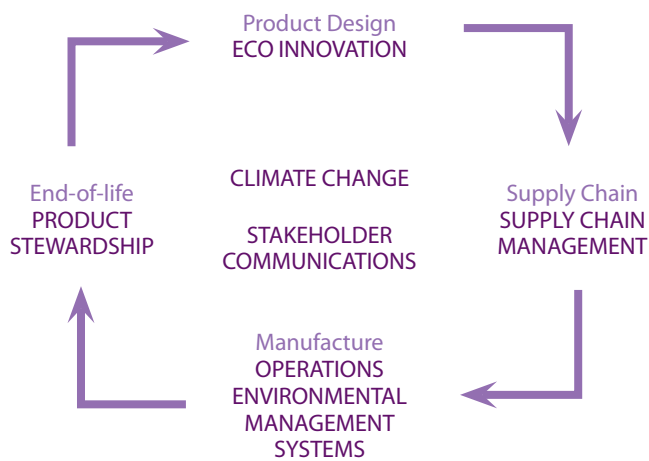 Product Design
ECO INNOVATION
CLIMATE CHANGE
STAKEHOLDER
COMMUNICATIONS
End-of-life
PRODUCT
STEWARDSHIP
Supply Chain
SUPPLY CHAIN
MANAGEMENT
Manufacture
OPERATIONS
ENVIRONMENTAL
MANAGEMENT
SYSTEMS